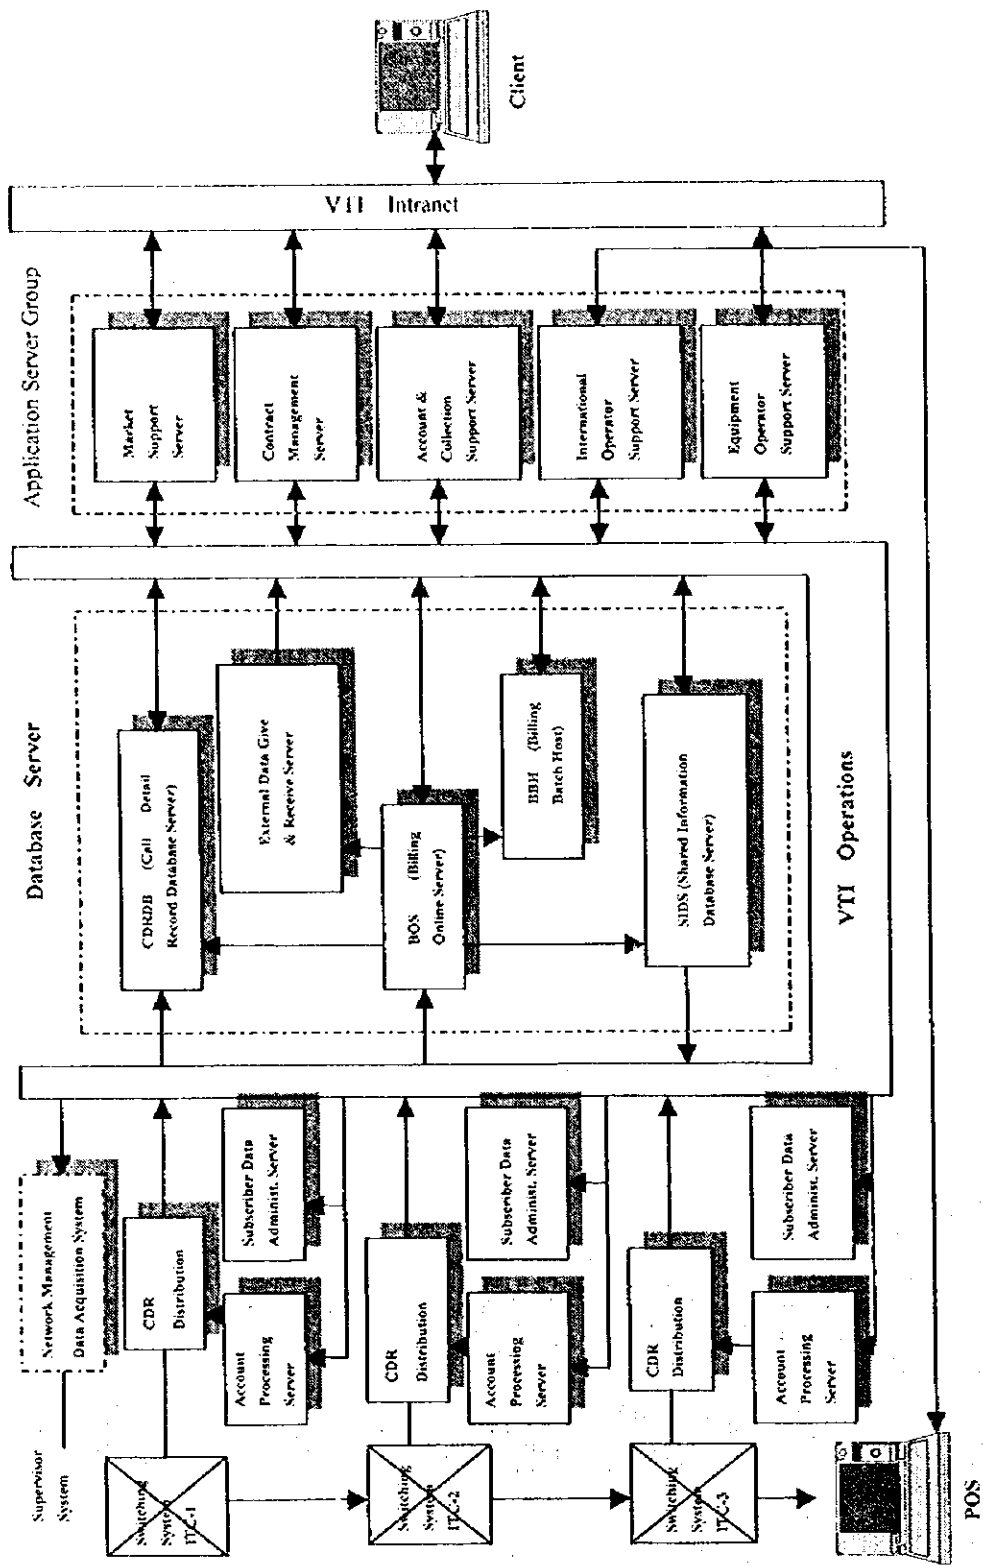 Supervisor
System
Network Management
Data Acquisition System
Switching
System
ITC-1
CDR
Distribution
Account
Processing
Server
Subscriber Data
Administ. Server
Switching
System
ITC-2
CDR
Distribution
Account
Processing
Server
Subscriber Data
Administ. Server
Switching
System
ITC-3
CDR
Distribution
Account
Processing
Server
Subscriber Data
Administ. Server
POS
Database Server
CDRDB (Call Detail
Record Database Server)
External Data Give
& Receive Server
BOS (Billing
Online Server)
BBH (Billing
Batch Host)
SIDS (Shared Information
Database Server)
VTI Operations
Application Server Group
Market
Support
Server
Contract
Management
Server
Account &
Collection
Support Server
International
Operator
Support Server
Equipment
Operator
Support Server
VTI Intranet
Client